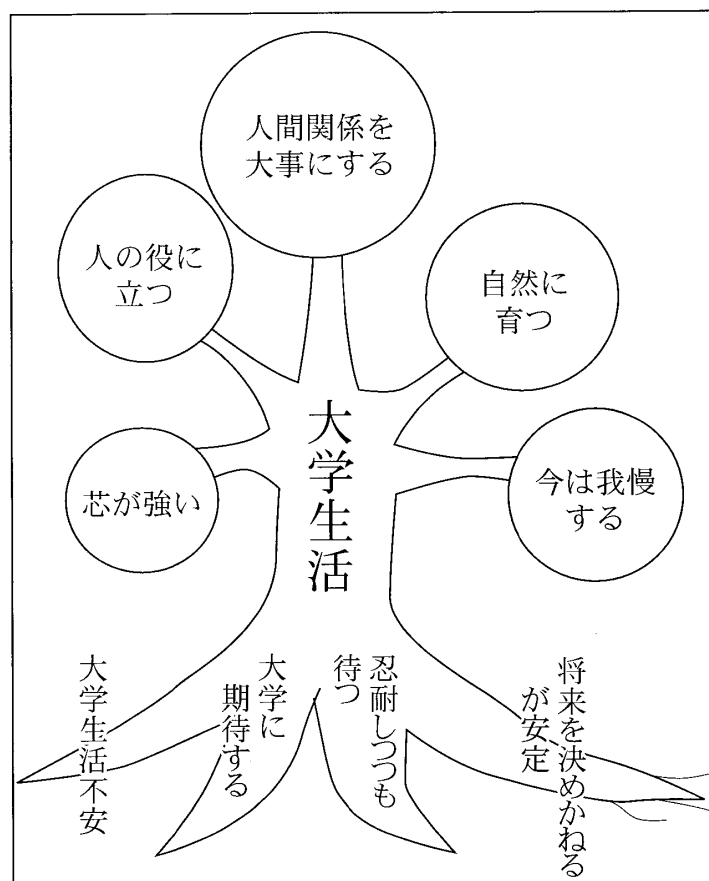 人間関係を
大事にする
人の役に
立つ
自然に
育つ
芯が強い
今は我慢
する
大学生活
大学生活不安
大学に
期待する
忍耐しつつも
待つ
将来を決めかねる
が安定